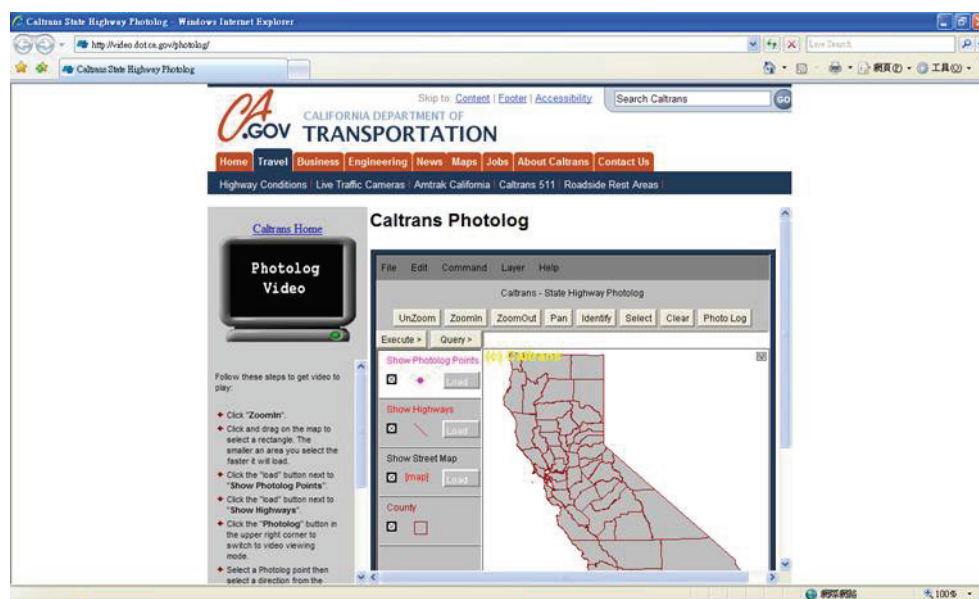 Caltrans State Highway Photolog - Windows Internet Explorer
http://video.dot.ca.gov/photolog/
Live Search
Caltrans State Highway Photolog
網頁(P)
工具(O)
Skip to: Content | Footer | Accessibility
Search Caltrans
GO
CA
.GOV
CALIFORNIA DEPARTMENT OF
TRANSPORTATION
Home Travel Business Engineering News Maps Jobs About Caltrans Contact Us
Highway Conditions | Live Traffic Cameras | Amtrak California | Caltrans 511 | Roadside Rest Areas |
Caltrans Home
Photolog
Video
Follow these steps to get video to
play:
Click "ZoomIn".
Click and drag on the map to
select a rectangle. The
smaller an area you select the
faster it will load.
Click the "load" button next to
"Show Photolog Points".
Click the "load" button next to
"Show Highways".
Click the "Photolog" button in
the upper right corner to
switch to video viewing
mode.
Select a Photolog point then
select a direction from the
Caltrans Photolog
File Edit Command Layer Help
Caltrans - State Highway Photolog
UnZoom ZoomIn ZoomOut Pan Identify Select Clear Photo Log
Execute > Query >
(c) Caltrans
Show Photolog Points
Load
Show Highways
Load
Show Street Map
[map] Load
County
100%